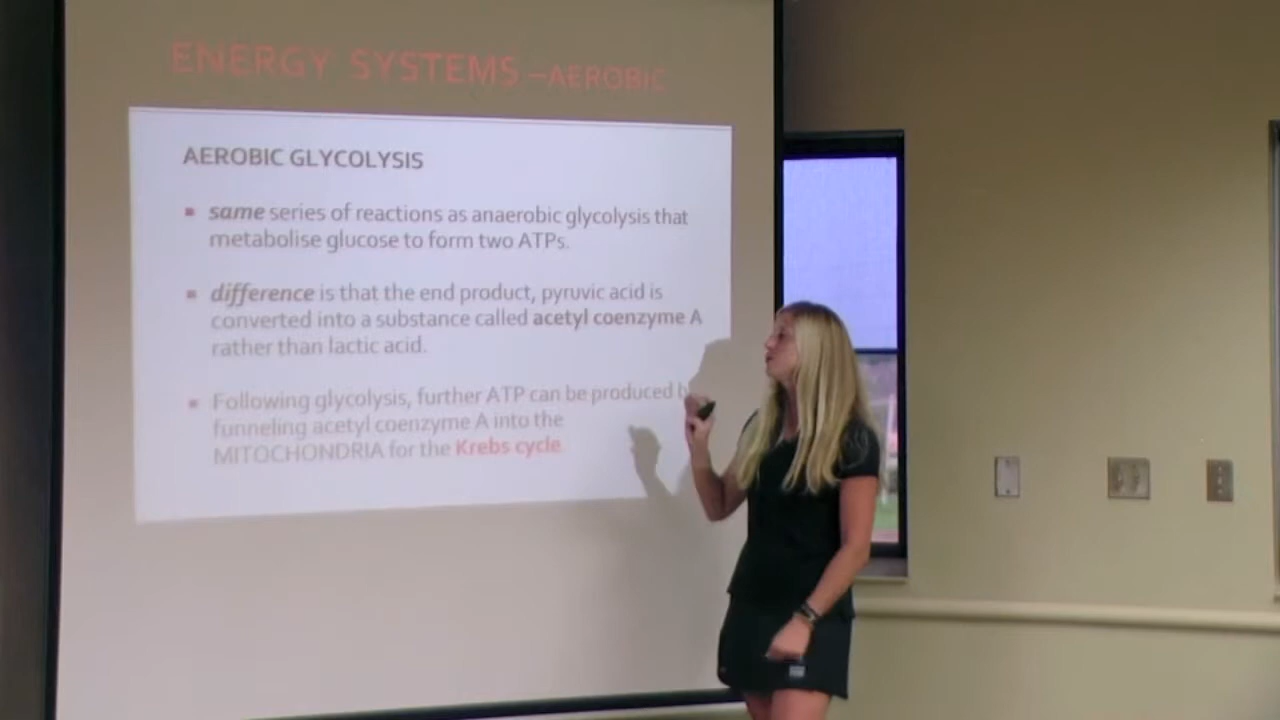 ENERGY SYSTEMS –AEROBIC
AEROBIC GLYCOLYSIS
same series of reactions as anaerobic glycolysis that
metabolise glucose to form two ATPs.
difference is that the end product, pyruvic acid is
converted into a substance called acetyl coenzyme A
rather than lactic acid.
Following glycolysis, further ATP can be produced
funneling acetyl coenzyme A into the
MITOCHONDRIA for the Krebs cycle.